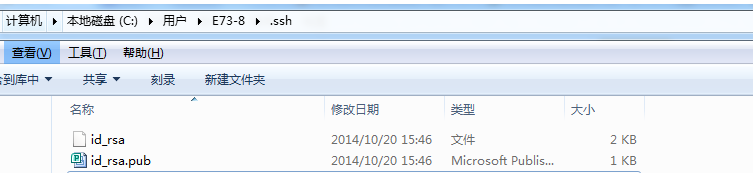 计算机 ▸ 本地磁盘 (C:) ▸ 用户 ▸ E73-8 ▸ .ssh
查看(V) 工具(T) 帮助(H)
到库中 ▼ 共享 ▼ 刻录 新建文件夹
名称 修改日期 类型 大小
id_rsa 2014/10/20 15:46 文件 2 KB
id_rsa.pub 2014/10/20 15:46 Microsoft Publis... 1 KB